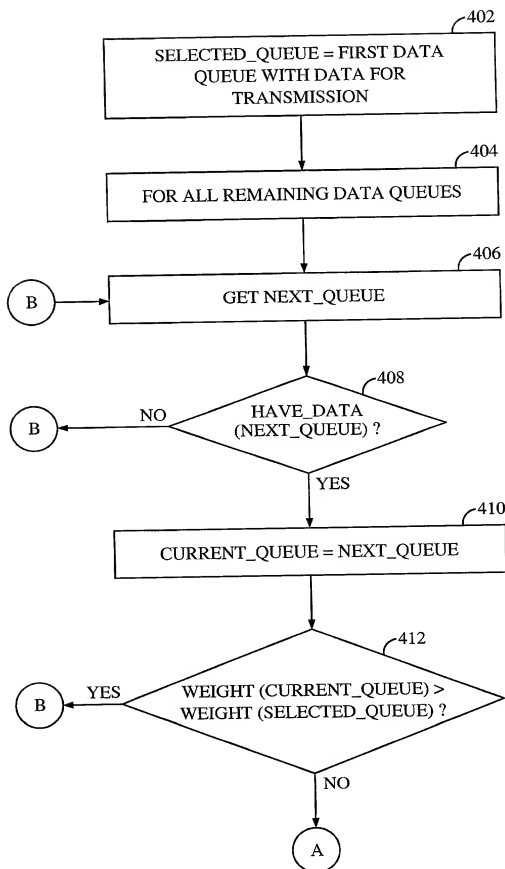 402
SELECTED_QUEUE = FIRST DATA
QUEUE WITH DATA FOR
TRANSMISSION
404
FOR ALL REMAINING DATA QUEUES
406
B
GET NEXT_QUEUE
408
HAVE_DATA
(NEXT_QUEUE) ?
NO
B
YES
410
CURRENT_QUEUE = NEXT_QUEUE
412
WEIGHT (CURRENT_QUEUE) >
WEIGHT (SELECTED_QUEUE) ?
YES
B
NO
A